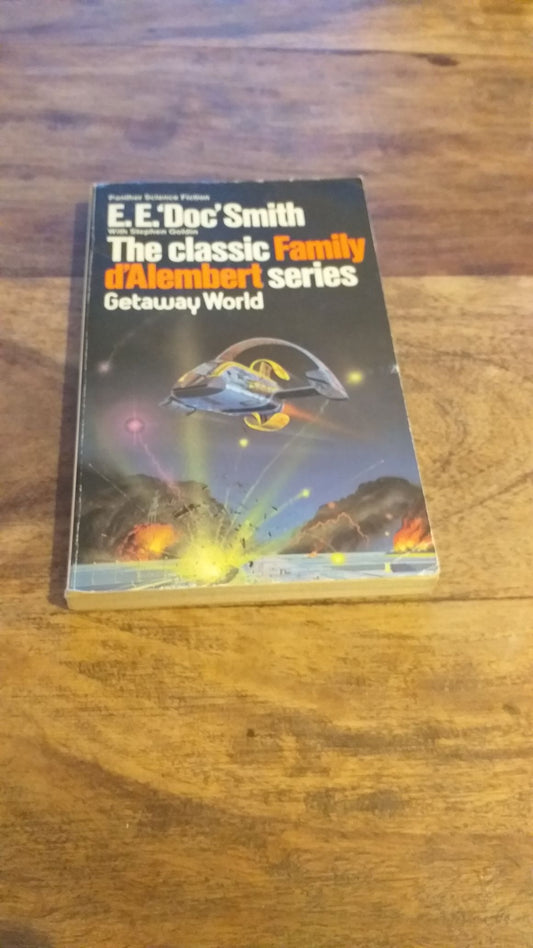 Panther Science Fiction
E. E. 'Doc' Smith
With Stephen Goldin
The classic Family
d'Alembert series
Getaway World